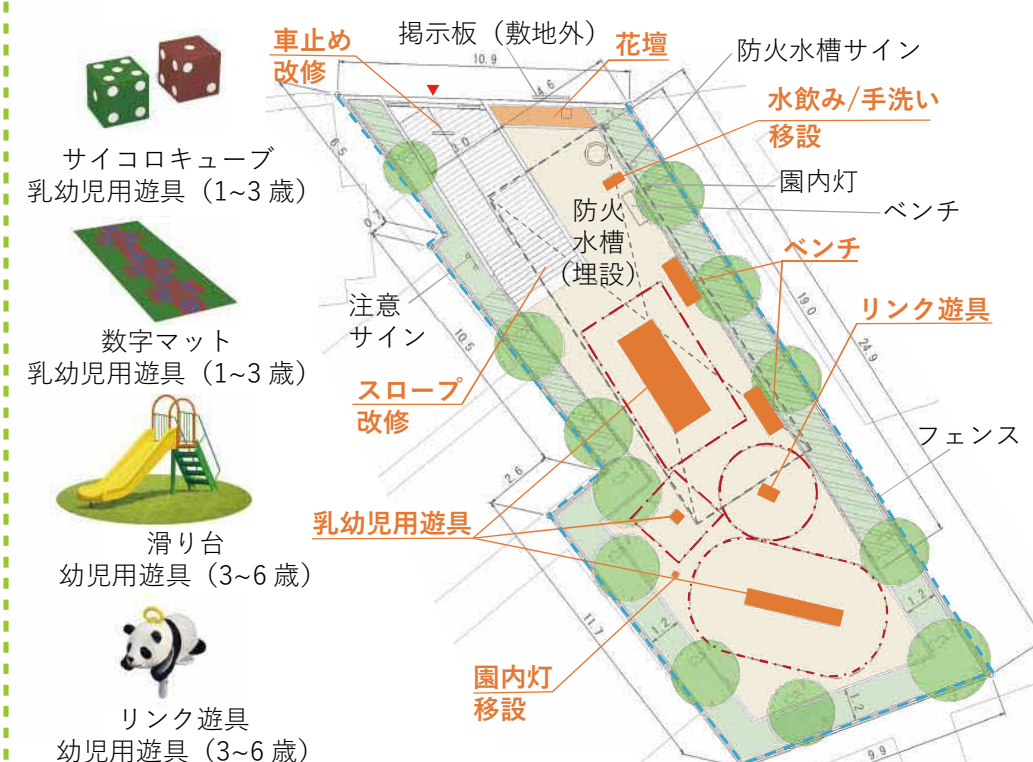 サイコロキューブ
乳幼児用遊具（1~3 歳）
数字マット
乳幼児用遊具（1~3 歳）
滑り台
幼児用遊具（3~6 歳）
リンク遊具
幼児用遊具（3~6 歳）
車止め
改修
掲示板（敷地外）
花壇
防火水槽サイン
水飲み/手洗い
移設
園内灯
ベンチ
防火
水槽
（埋設）
ベンチ
リンク遊具
注意
サイン
スロープ
改修
フェンス
乳幼児用遊具
園内灯
移設
10.9
4.6
3.0
6.5
0.7
10.5
19.0
24.9
2.6
11.7
1.2
1.2
1.2
9.9